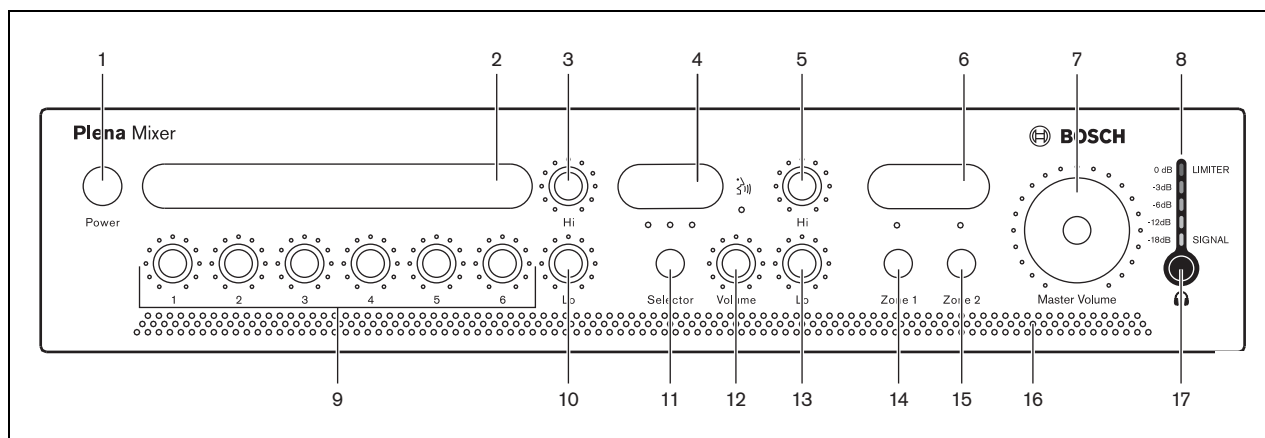 1 2 3 4 5 6 7 8
Plena Mixer
BOSCH
0 dB LIMITER
-3dB
-6dB
-12dB
-18dB SIGNAL
Power
Hi
Hi
1 2 3 4 5 6
Lo
Selector
Volume
Lo
Zone 1
Zone 2
Master Volume
9 10 11 12 13 14 15 16 17